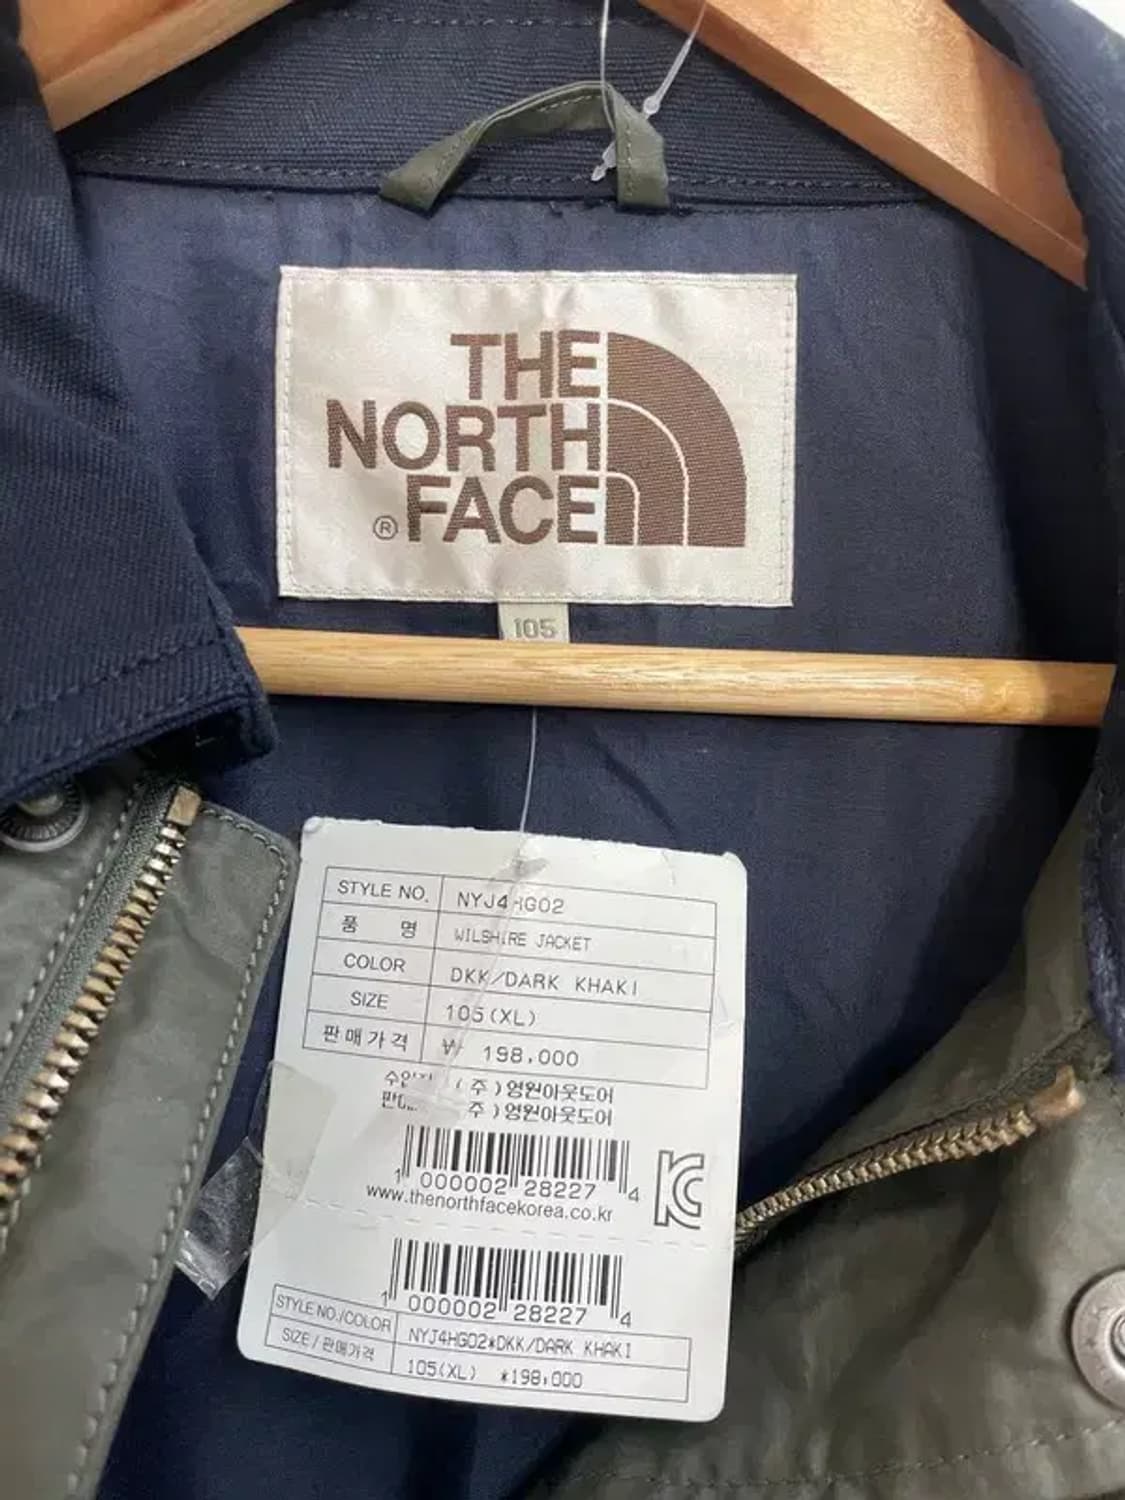 THE
NORTH
FACE
®
105
STYLE NO. NYJ4HG02
품 명 WILSHIRE JACKET
COLOR DKK/DARK KHAKI
SIZE 105(XL)
판매가격 ₩ 198,000
(주)영원아웃도어
주)영원아웃도어
1 000002 28227 4
www.thenorthfacekorea.co.kr
1 000002 28227 4
STYLE NO./COLOR NYJ4HG02*DKK/DARK KHAKI
SIZE / 판매가격 105(XL) *198,000